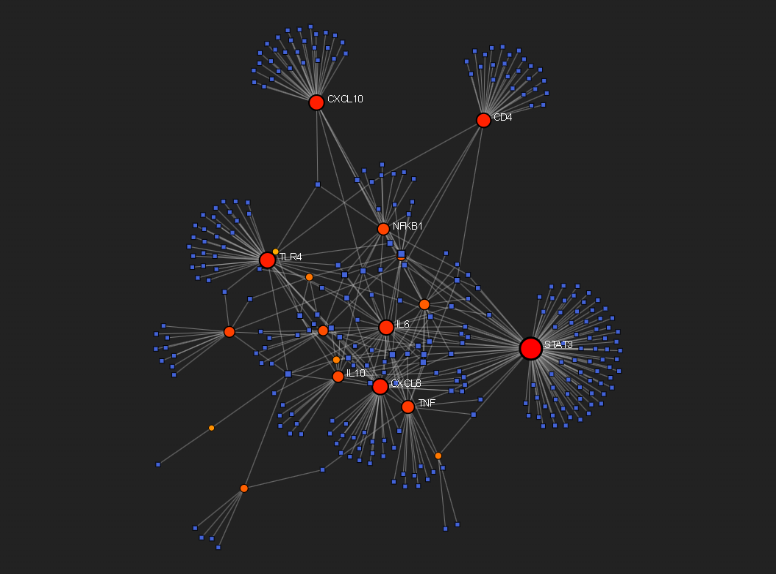 CXCL10
CD4
NFKB1
TLR4
IL6
STAT3
IL10
CXCL8
TNF